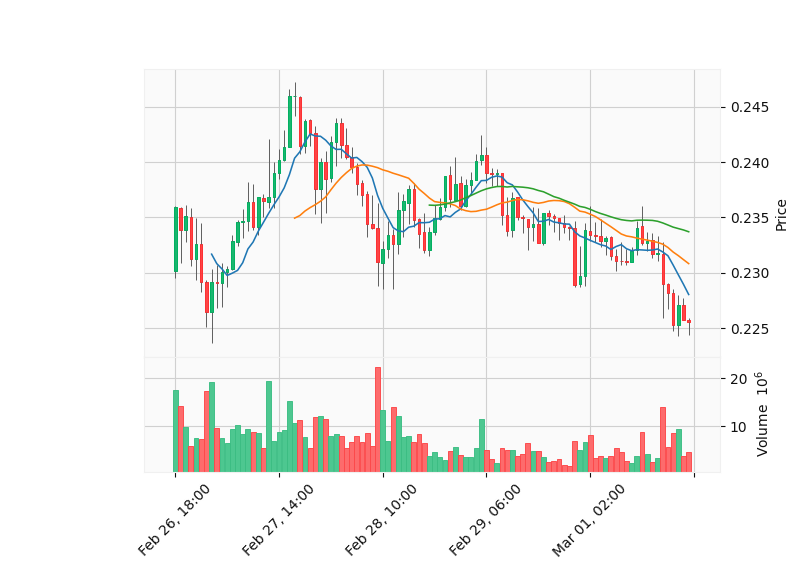 0.245
0.240
0.235
0.230
0.225
Price
20
10
Volume 10^6
Feb 26, 18:00
Feb 27, 14:00
Feb 28, 10:00
Feb 29, 06:00
Mar 01, 02:00